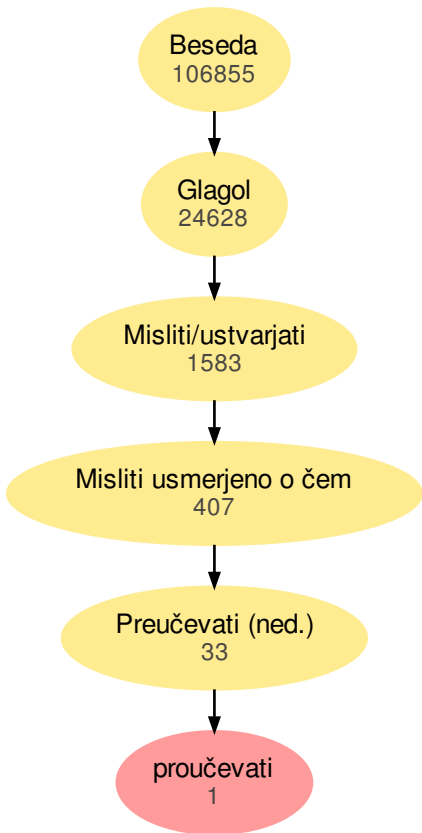 Beseda
106855
Glagol
24628
Misliti/ustvarjati
1583
Misliti usmerjeno o čem
407
Preučevati (ned.)
33
proučevati
1